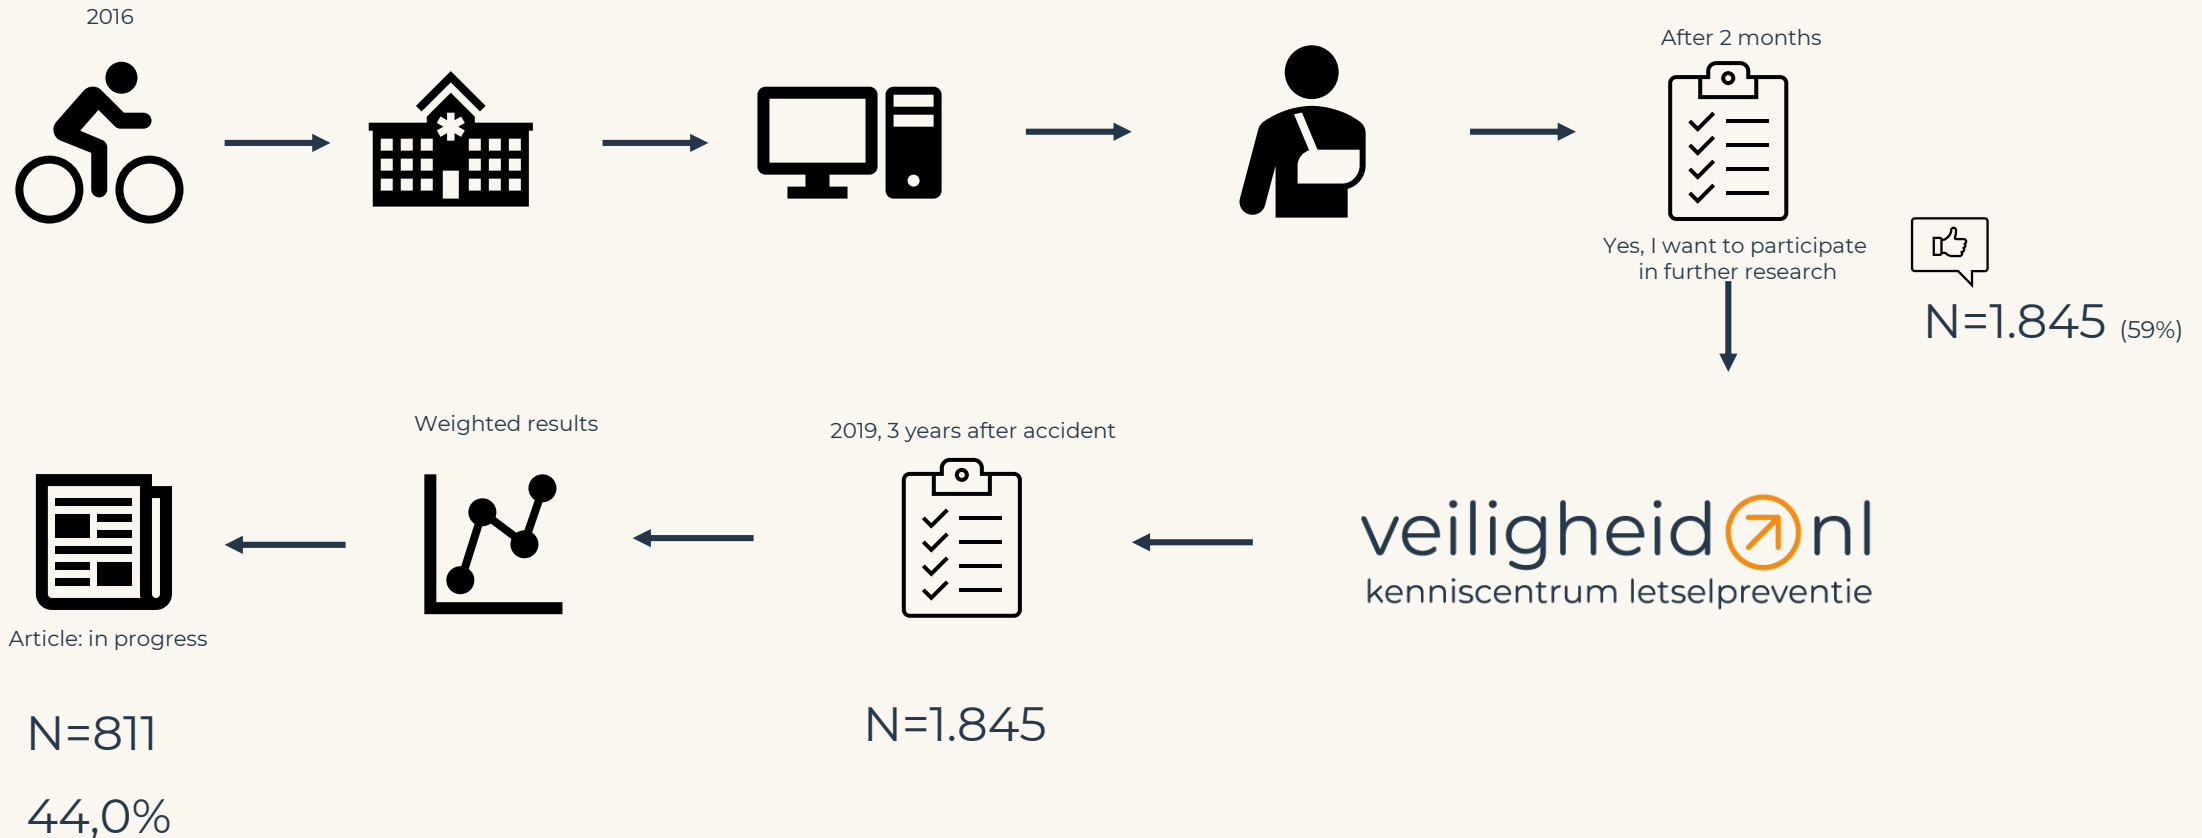 2016
After 2 months
Yes, I want to participate
in further research
N=1.845 (59%)
Weighted results
2019, 3 years after accident
veiligheid nl
kenniscentrum letselpreventie
Article: in progress
N=811
N=1.845
44,0%